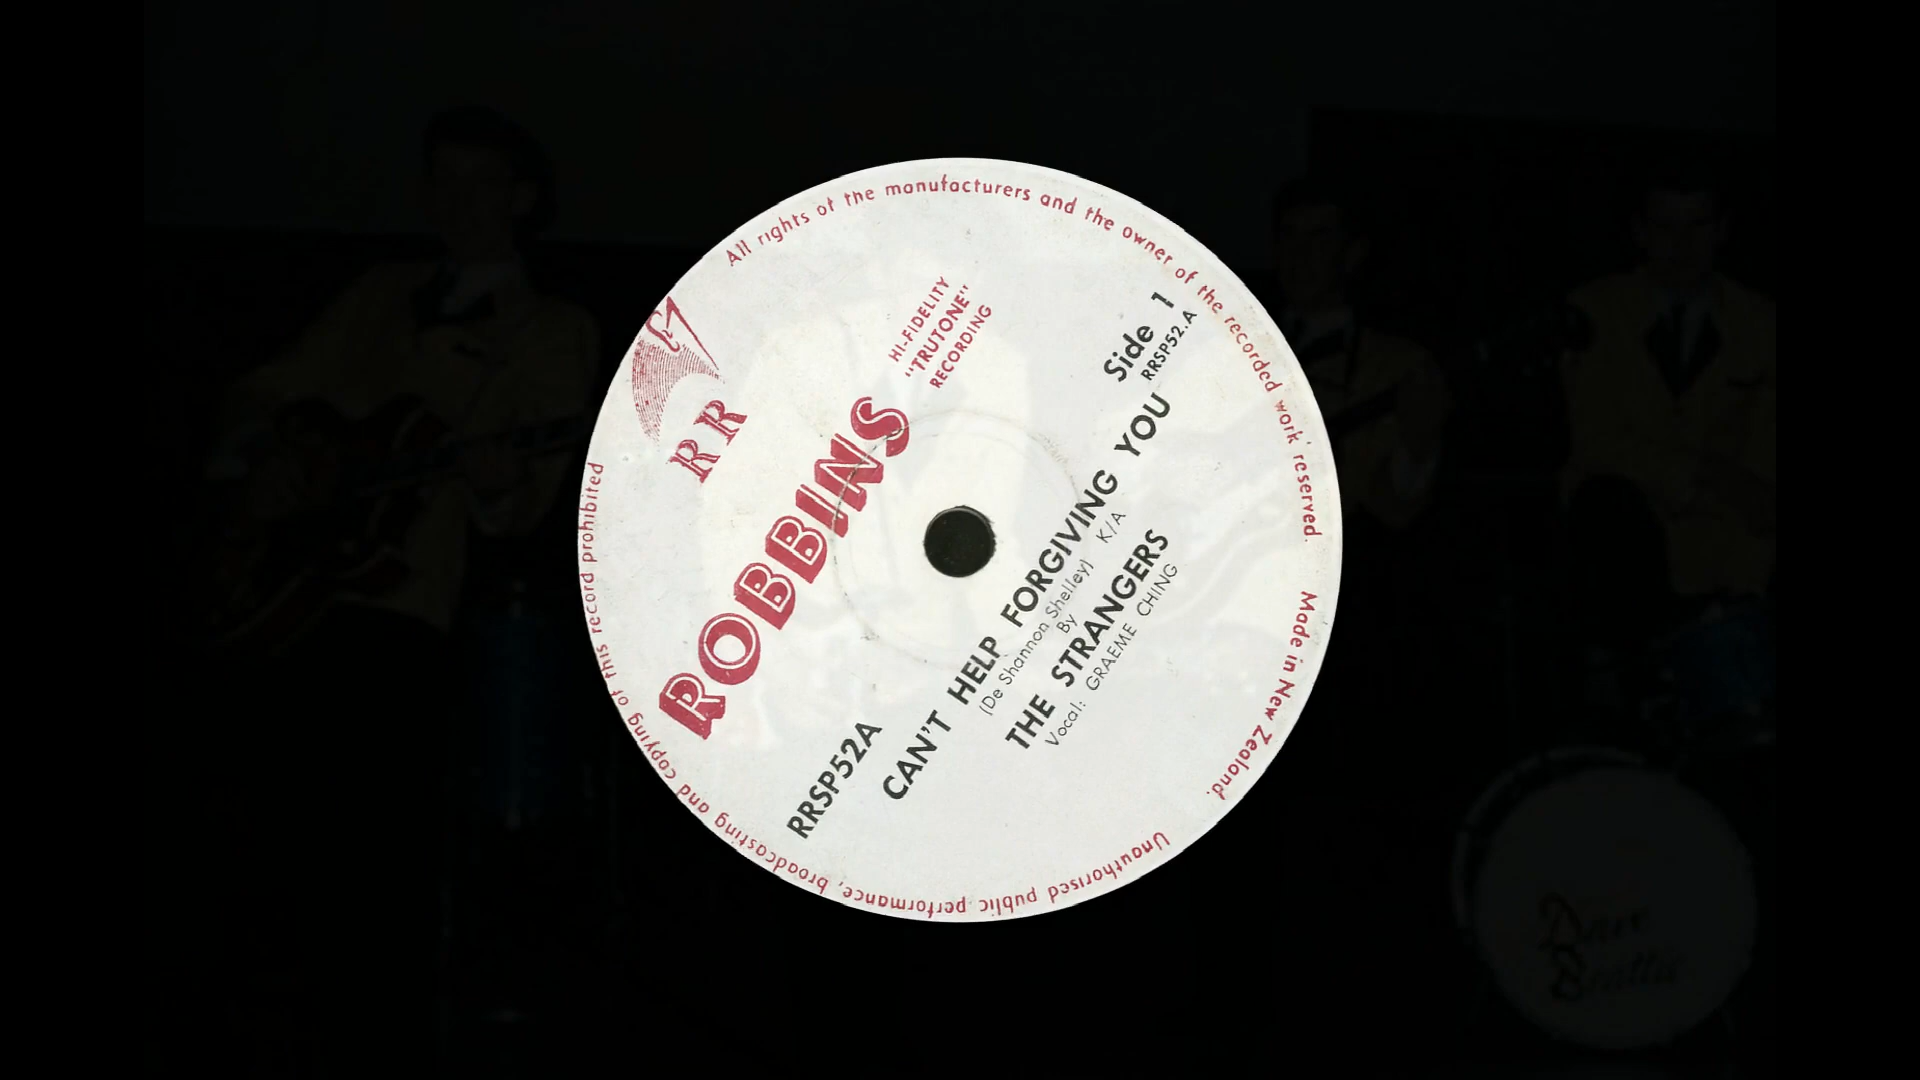 All rights of the manufacturers and the owner of the recorded work reserved.
Made in New Zealand.
Unauthorised public performance, broadcasting and copying of this record prohibited
RR
ROBBINS
HI-FIDELITY
"TRUTONE"
RECORDING
RRSP52A
Side 1
RRSP52.A
CAN'T HELP FORGIVING YOU
(De Shannon Shelley) K/A
By
THE STRANGERS
Vocal: GRAEME CHING
Dave
Beattie